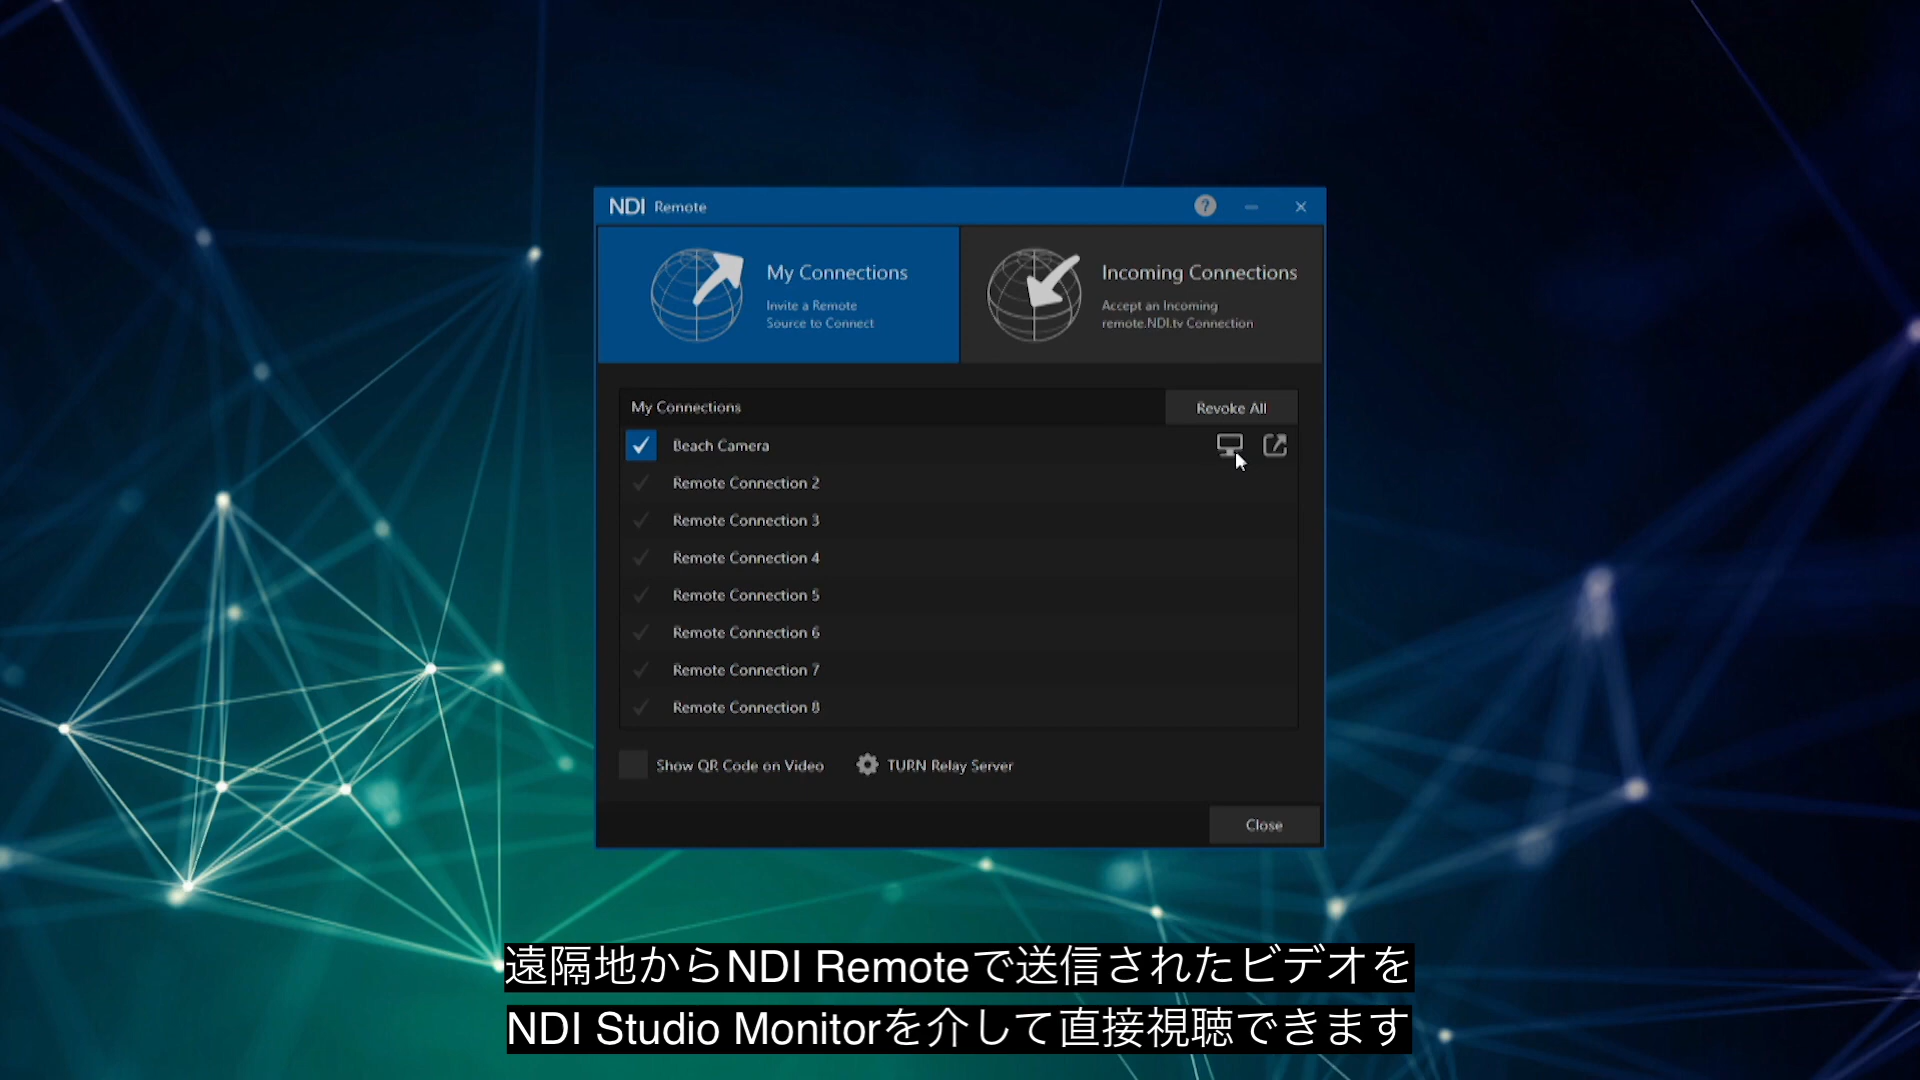 NDI Remote
?
My Connections
Invite a Remote
Source to Connect
Incoming Connections
Accept an Incoming
remote.NDI.tv Connection
My Connections
Revoke All
Beach Camera
Remote Connection 2
Remote Connection 3
Remote Connection 4
Remote Connection 5
Remote Connection 6
Remote Connection 7
Remote Connection 8
Show QR Code on Video
TURN Relay Server
Close
遠隔地からNDI Remoteで送信されたビデオを
NDI Studio Monitorを介して直接視聴できます